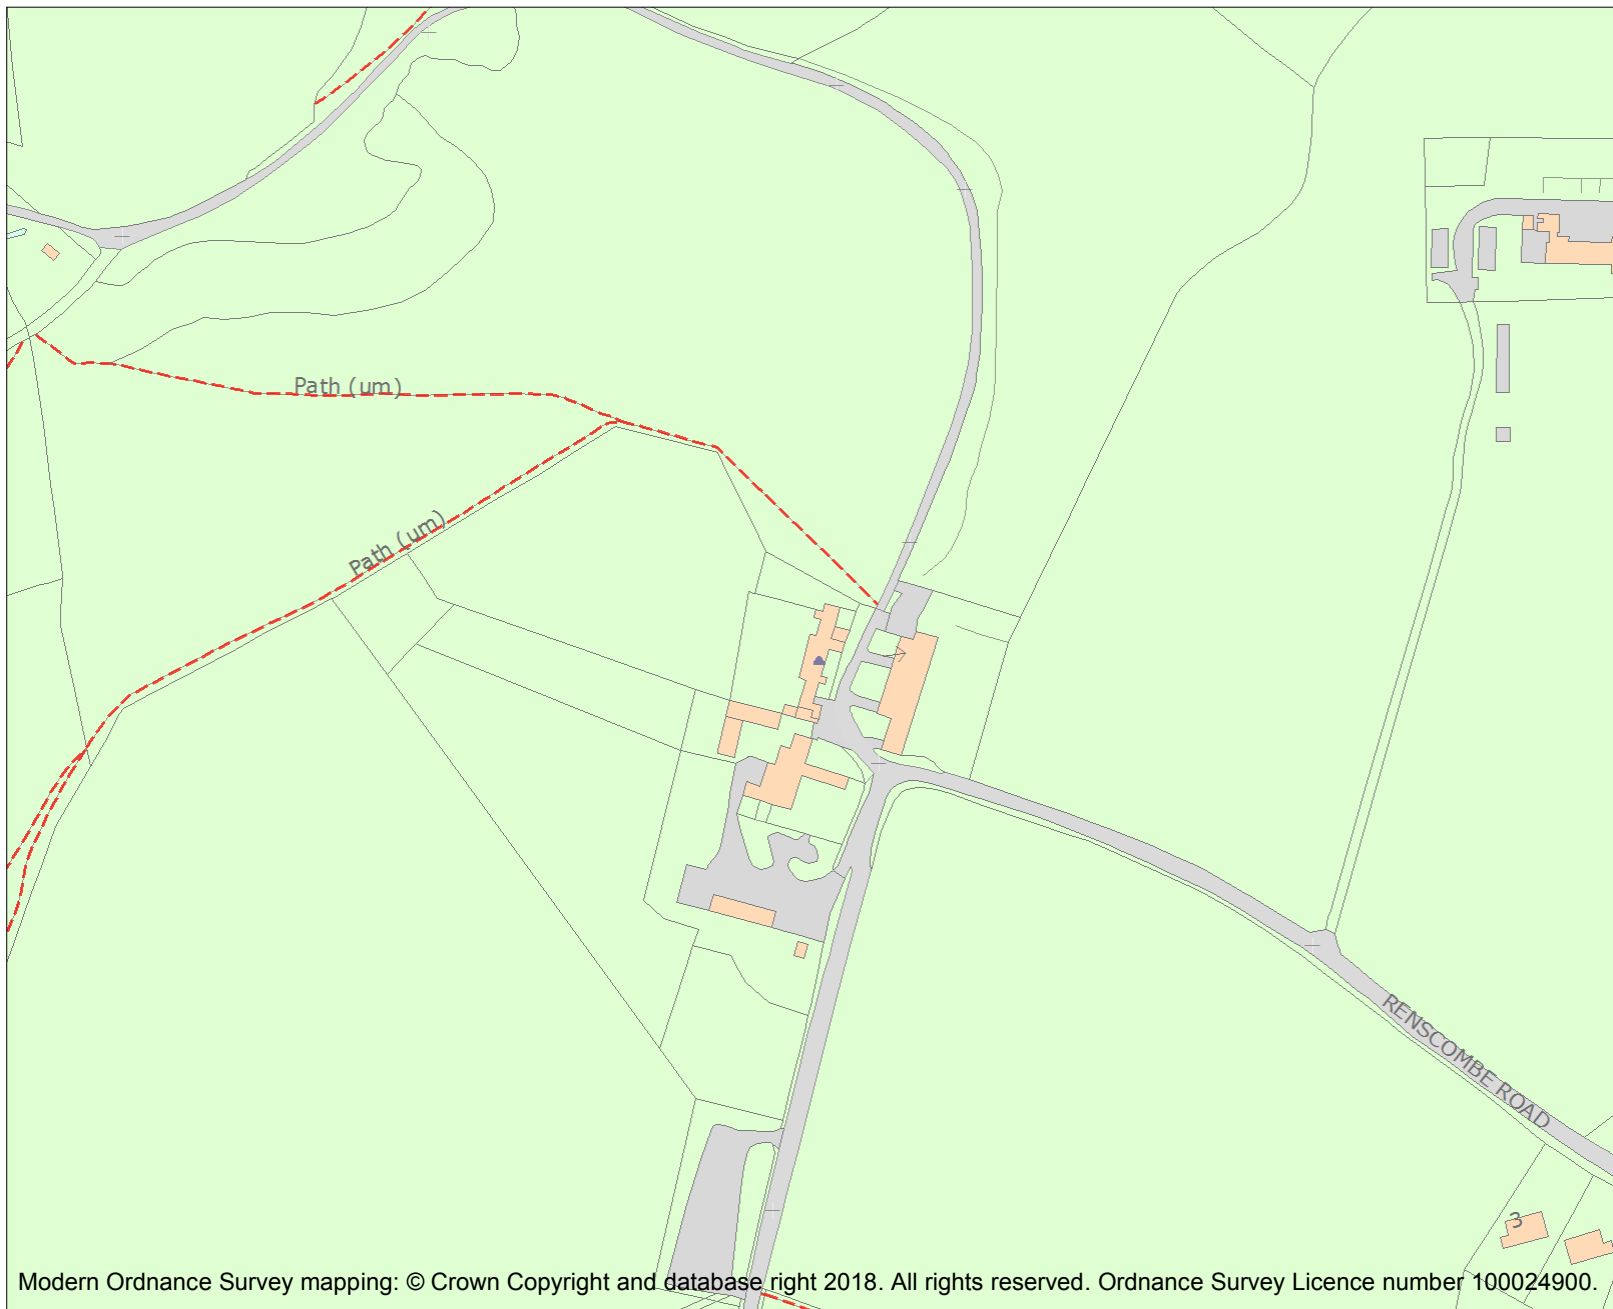 Path (um)
Path (um)
RENSCOMBE ROAD
3
Modern Ordnance Survey mapping: © Crown Copyright and database right 2018. All rights reserved. Ordnance Survey Licence number 100024900.